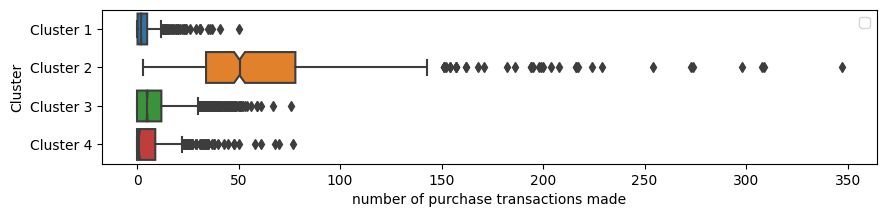 Cluster 1
Cluster 2
Cluster 3
Cluster 4
Cluster
0 50 100 150 200 250 300 350
number of purchase transactions made